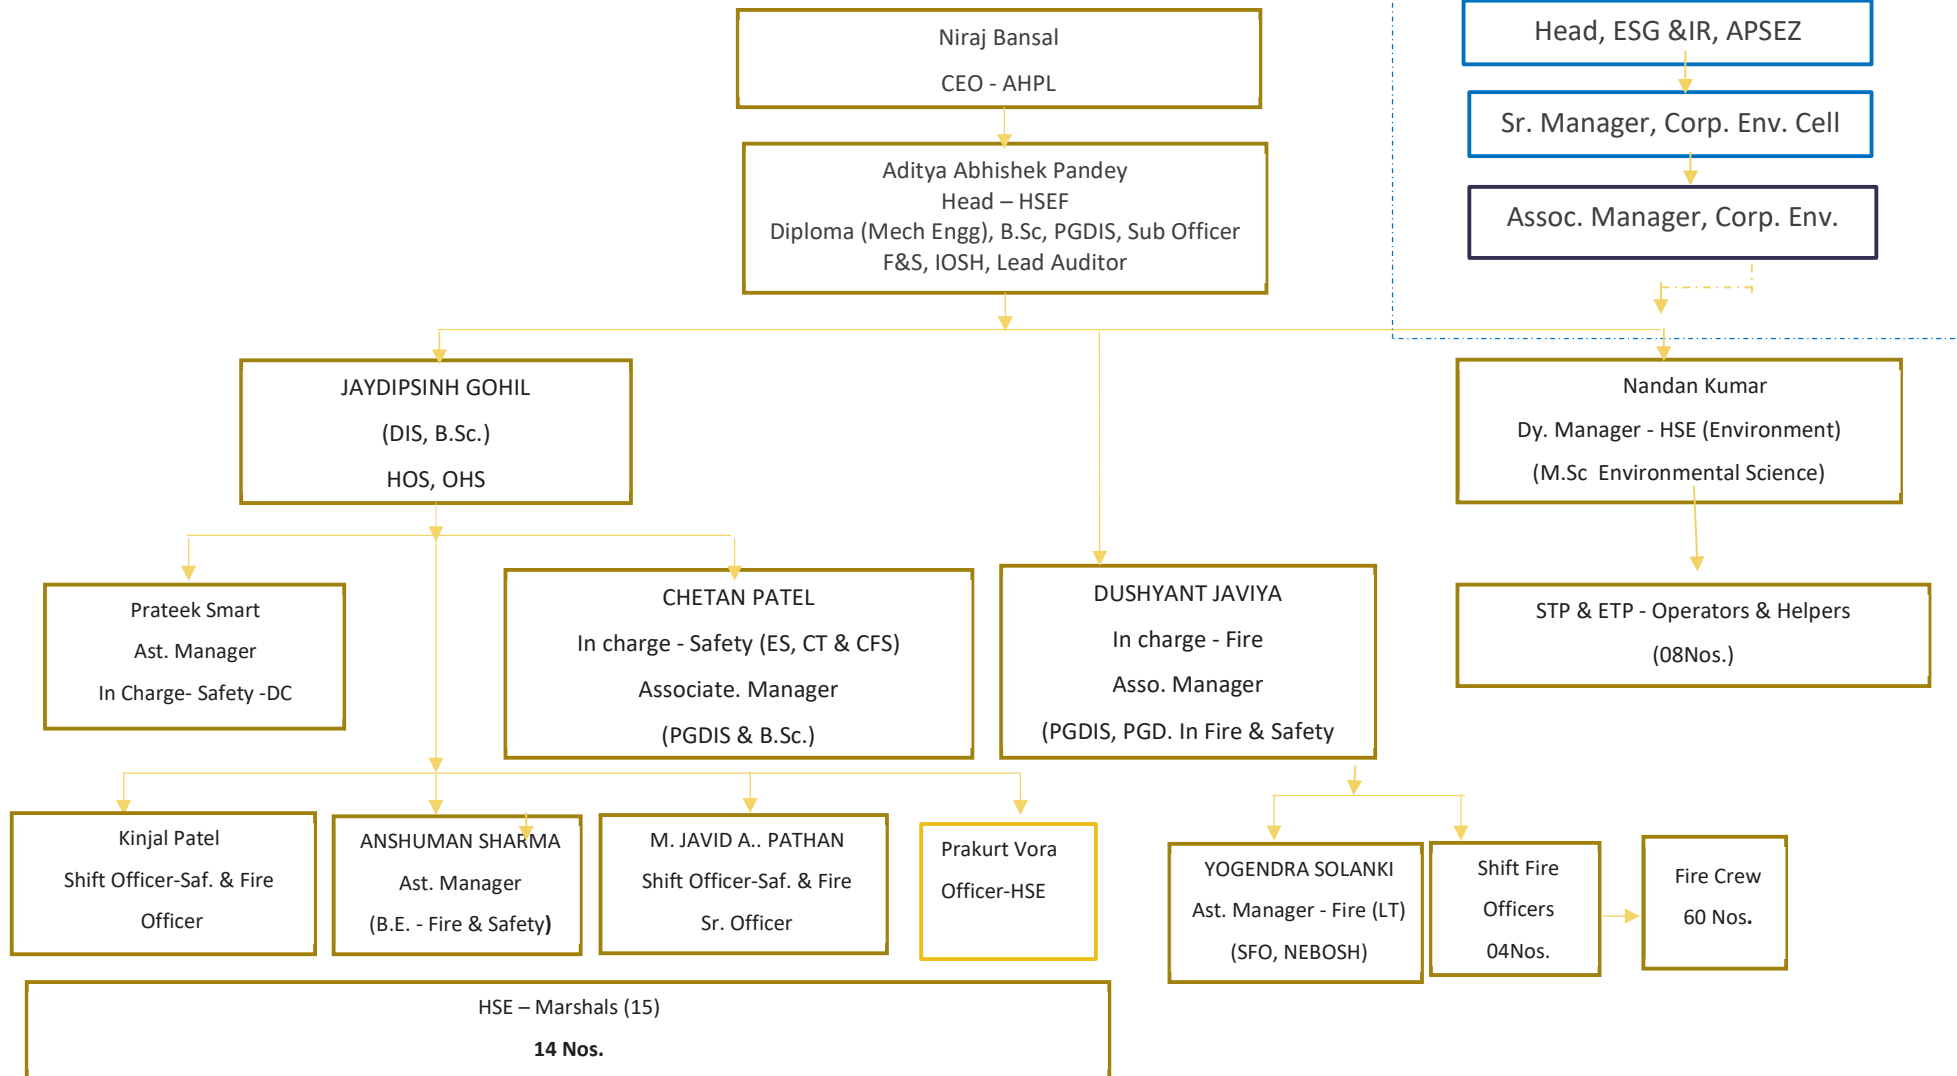 Niraj Bansal
CEO - AHPL
Head, ESG &IR, APSEZ
Sr. Manager, Corp. Env. Cell
Assoc. Manager, Corp. Env.
Aditya Abhishek Pandey
Head – HSEF
Diploma (Mech Engg), B.Sc, PGDIS, Sub Officer
F&S, IOSH, Lead Auditor
JAYDIPSINH GOHIL
(DIS, B.Sc.)
HOS, OHS
Nandan Kumar
Dy. Manager - HSE (Environment)
(M.Sc  Environmental Science)
Prateek Smart
Ast. Manager
In Charge- Safety -DC
CHETAN PATEL
In charge - Safety (ES, CT & CFS)
Associate. Manager
(PGDIS & B.Sc.)
DUSHYANT JAVIYA
In charge - Fire
Asso. Manager
(PGDIS, PGD. In Fire & Safety
STP & ETP - Operators & Helpers
(08Nos.)
Kinjal Patel
Shift Officer-Saf. & Fire
Officer
ANSHUMAN SHARMA
Ast. Manager
(B.E. - Fire & Safety)
M. JAVID A.. PATHAN
Shift Officer-Saf. & Fire
Sr. Officer
Prakurt Vora
Officer-HSE
YOGENDRA SOLANKI
Ast. Manager - Fire (LT)
(SFO, NEBOSH)
Shift Fire
Officers
04Nos.
Fire Crew
60 Nos.
HSE – Marshals (15)
14 Nos.